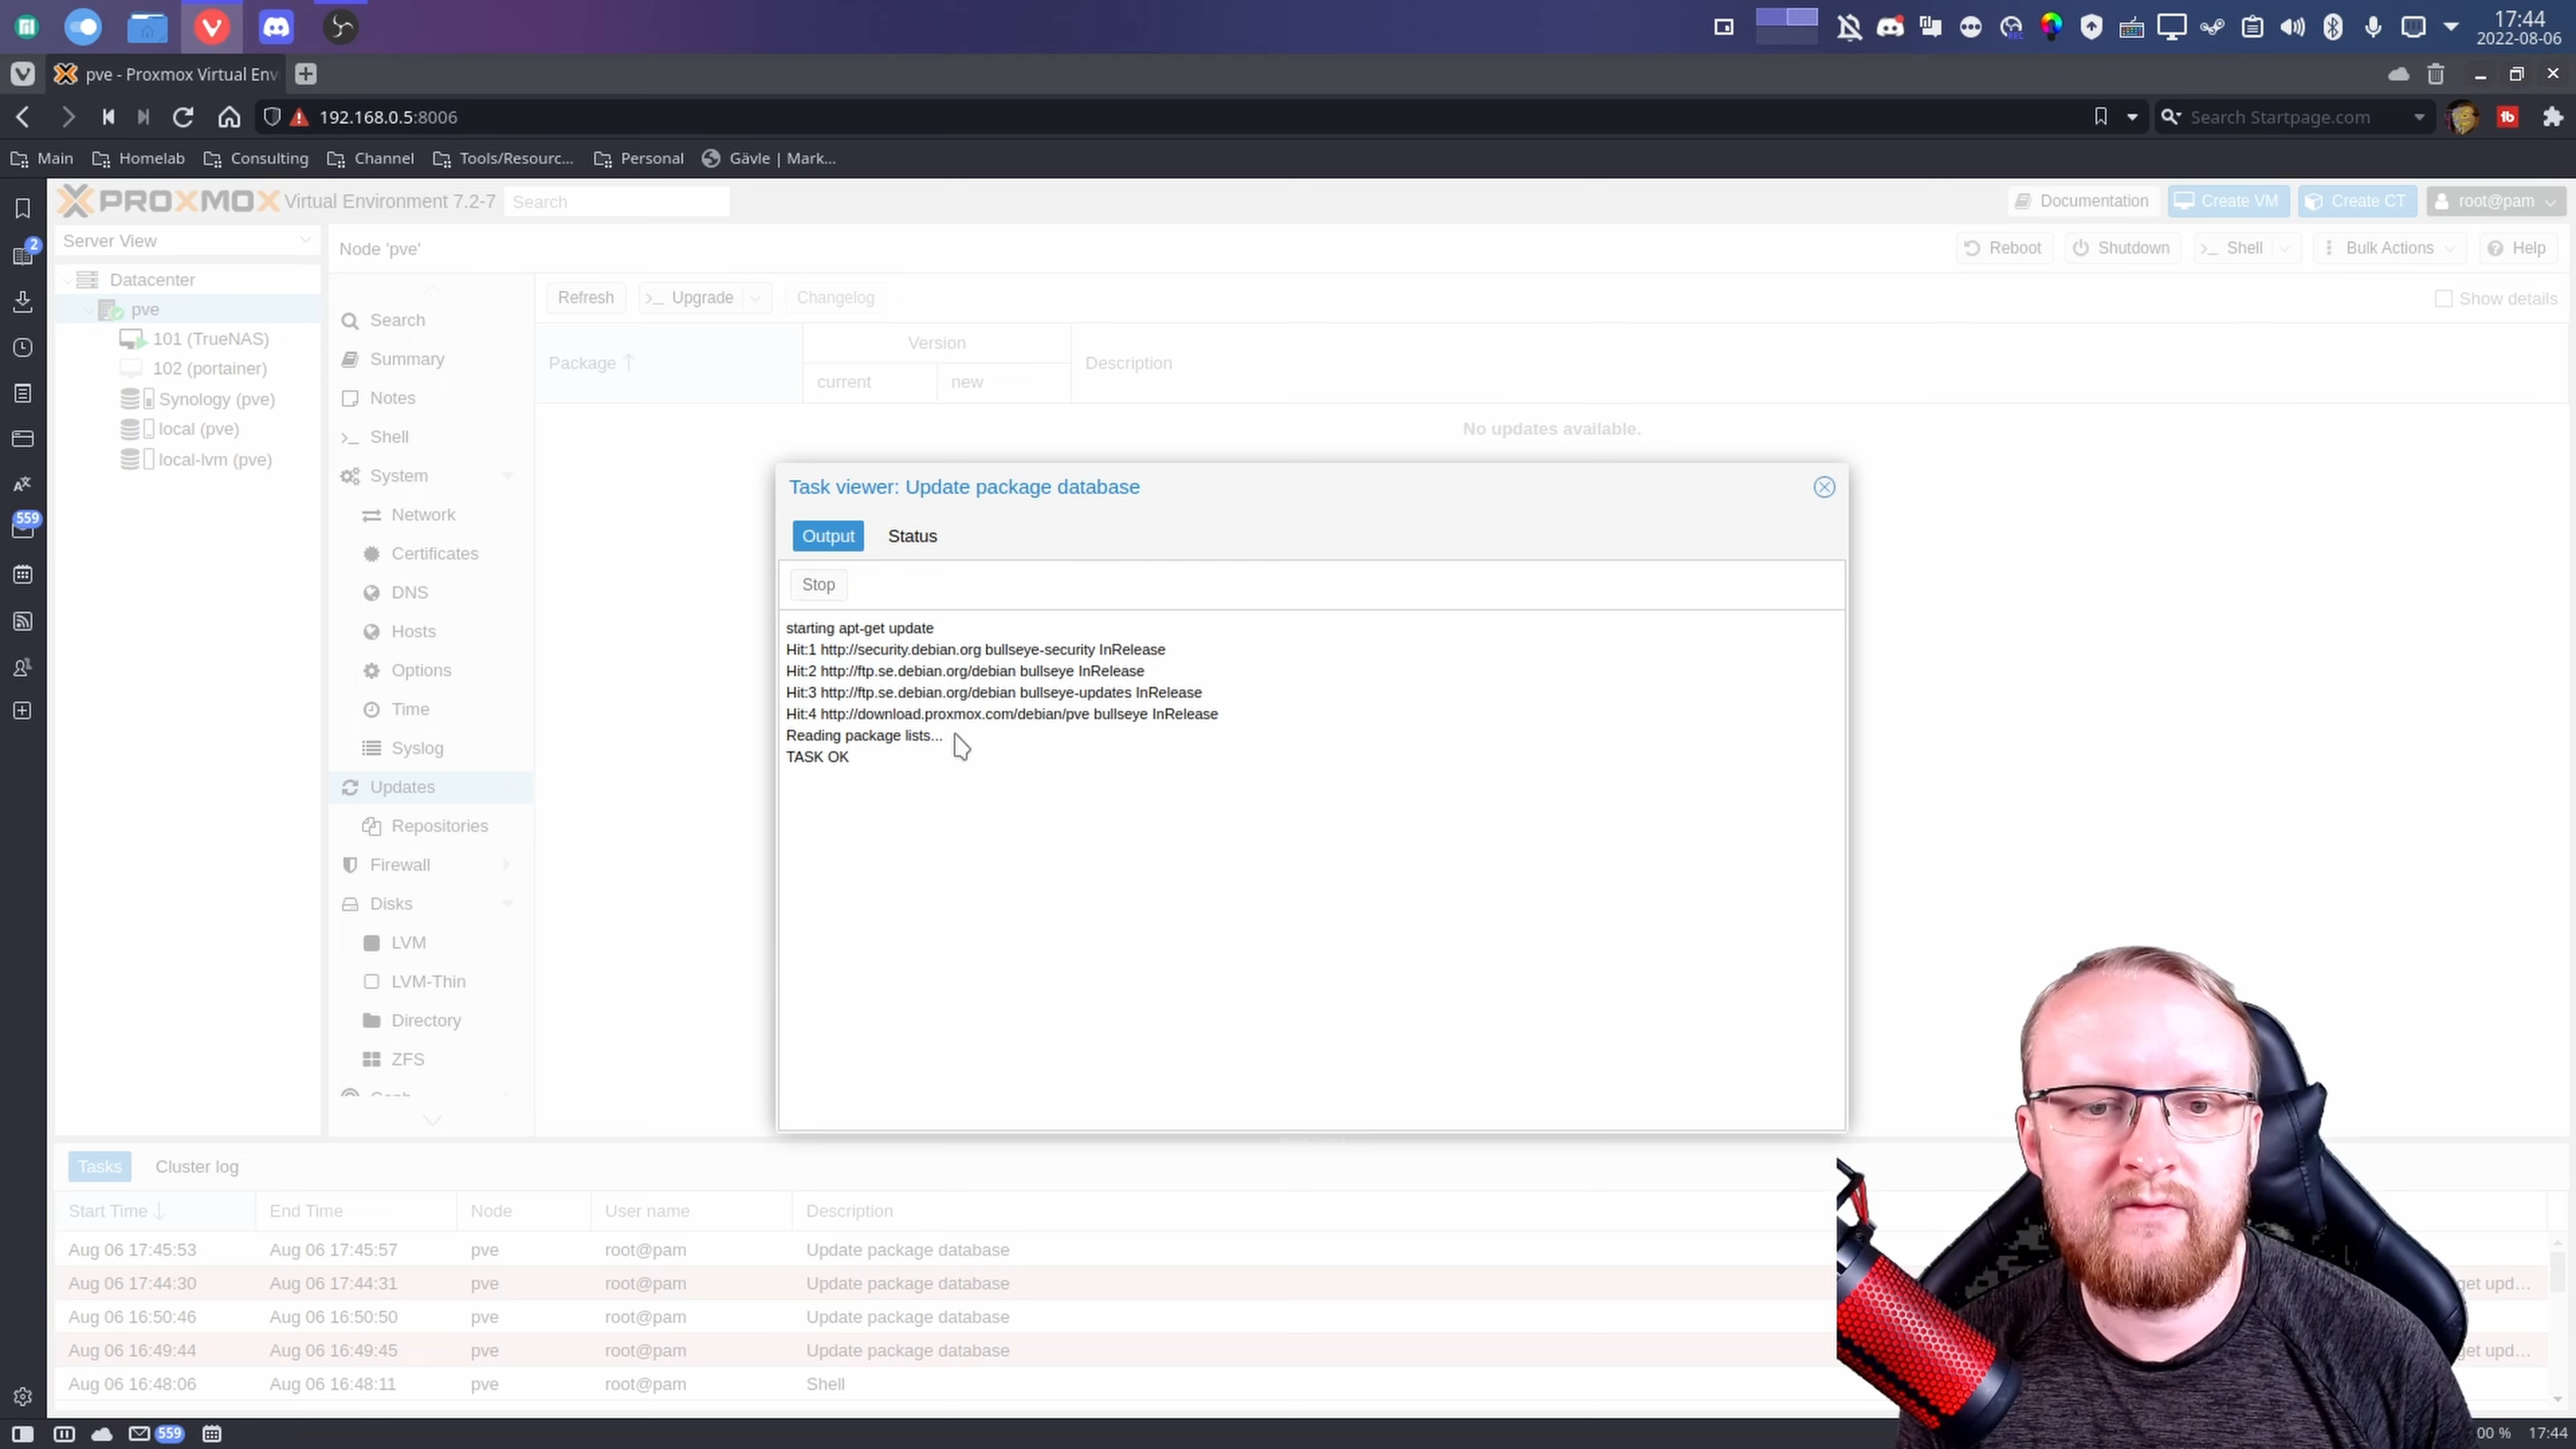 17:44
2022-08-06
pve - Proxmox Virtual Env
192.168.0.5:8006
Search Startpage.com
Main
Homelab
Consulting
Channel
Tools/Resourc...
Personal
Gävle | Mark...
PROXMOX Virtual Environment 7.2-7
Search
Documentation
Create VM
Create CT
root@pam
Server View
Node 'pve'
Reboot
Shutdown
Shell
Bulk Actions
Help
Datacenter
pve
101 (TrueNAS)
102 (portainer)
Synology (pve)
local (pve)
local-lvm (pve)
2
559
Search
Summary
Notes
Shell
System
Network
Certificates
DNS
Hosts
Options
Time
Syslog
Updates
Repositories
Firewall
Disks
LVM
LVM-Thin
Directory
ZFS
Refresh
Upgrade
Changelog
Show details
Package
Version
current
new
Description
No updates available.
Task viewer: Update package database
Output
Status
Stop
starting apt-get update
Hit:1 http://security.debian.org bullseye-security InRelease
Hit:2 http://ftp.se.debian.org/debian bullseye InRelease
Hit:3 http://ftp.se.debian.org/debian bullseye-updates InRelease
Hit:4 http://download.proxmox.com/debian/pve bullseye InRelease
Reading package lists...
TASK OK
Tasks
Cluster log
Start Time End Time Node User name Description
Aug 06 17:45:53 Aug 06 17:45:57 pve root@pam Update package database
Aug 06 17:44:30 Aug 06 17:44:31 pve root@pam Update package database get upd...
Aug 06 16:50:46 Aug 06 16:50:50 pve root@pam Update package database
Aug 06 16:49:44 Aug 06 16:49:45 pve root@pam Update package database get upd...
Aug 06 16:48:06 Aug 06 16:48:11 pve root@pam Shell
559
00 %
17:44